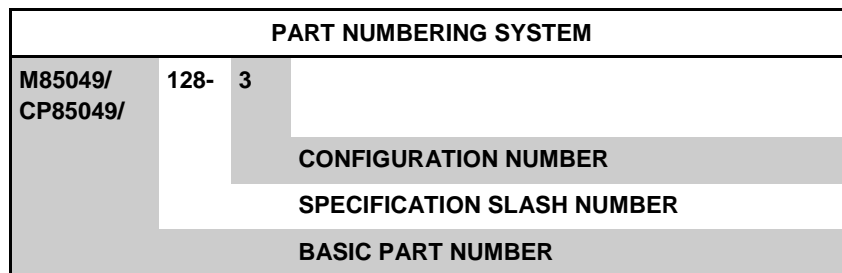 PART NUMBERING SYSTEM
M85049/ 128- 3
CP85049/
CONFIGURATION NUMBER
SPECIFICATION SLASH NUMBER
BASIC PART NUMBER